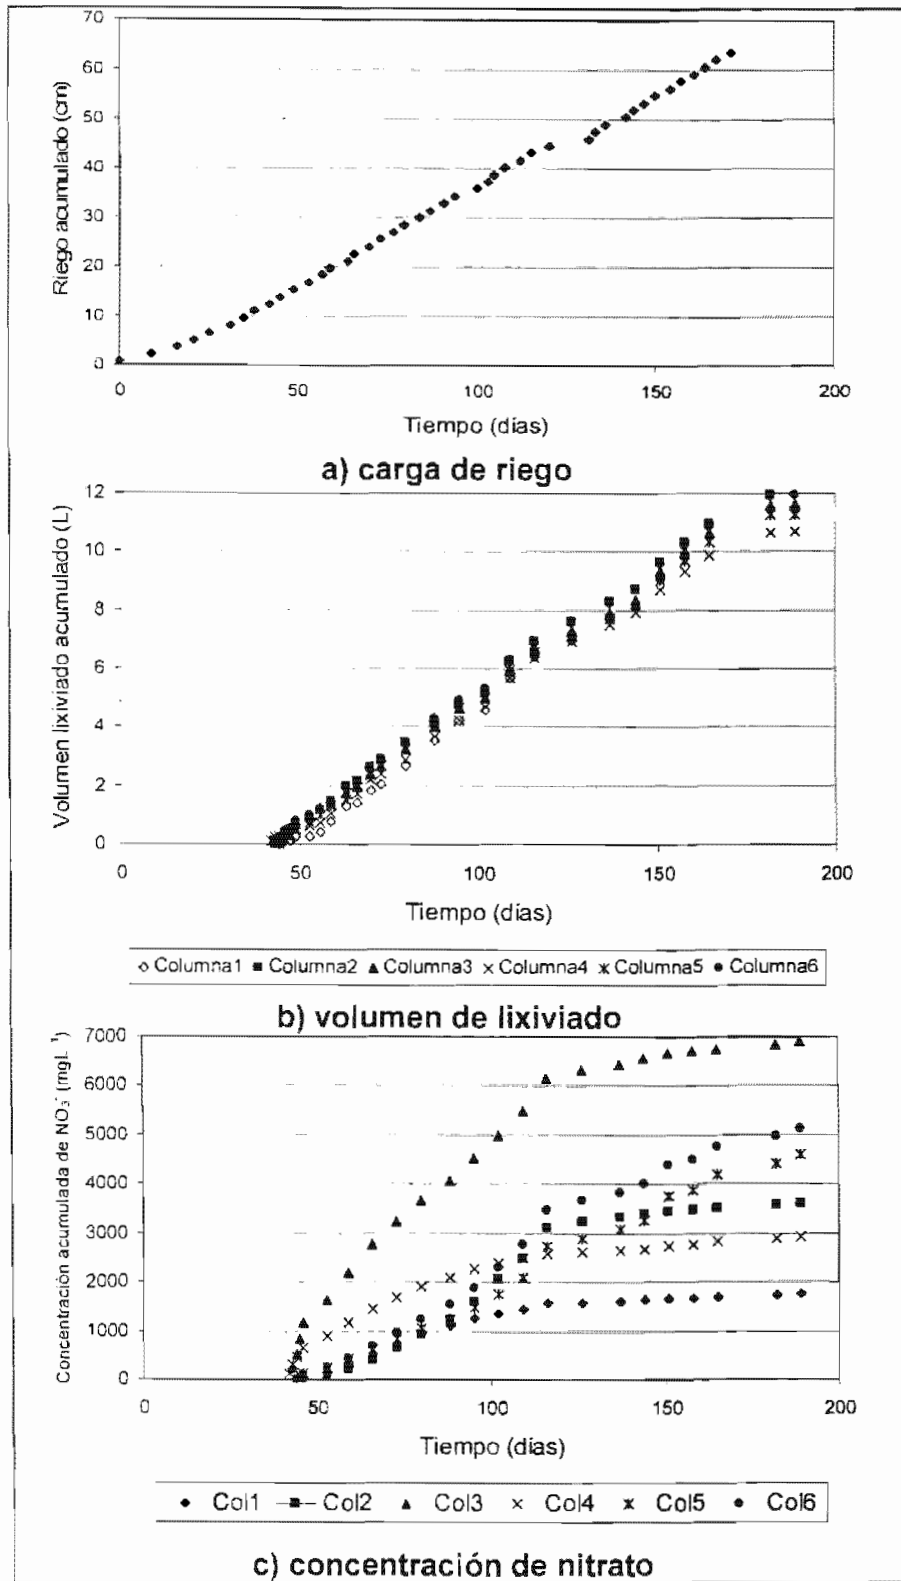 70
60
50
40
30
20
10
0
Riego acumulado (cm)
0 50 100 150 200
Tiempo (días)
a) carga de riego
12
10
8
6
4
2
0
Volumen lixiviado acumulado (L)
0 50 100 150 200
Tiempo (días)
Columna1 Columna2 Columna3 Columna4 Columna5 Columna6
b) volumen de lixiviado
7000
6000
5000
4000
3000
2000
1000
0
Concentración acumulada de NO₃⁻ (mgL⁻¹)
0 50 100 150 200
Tiempo (días)
Col1 Col2 Col3 Col4 Col5 Col6
c) concentración de nitrato